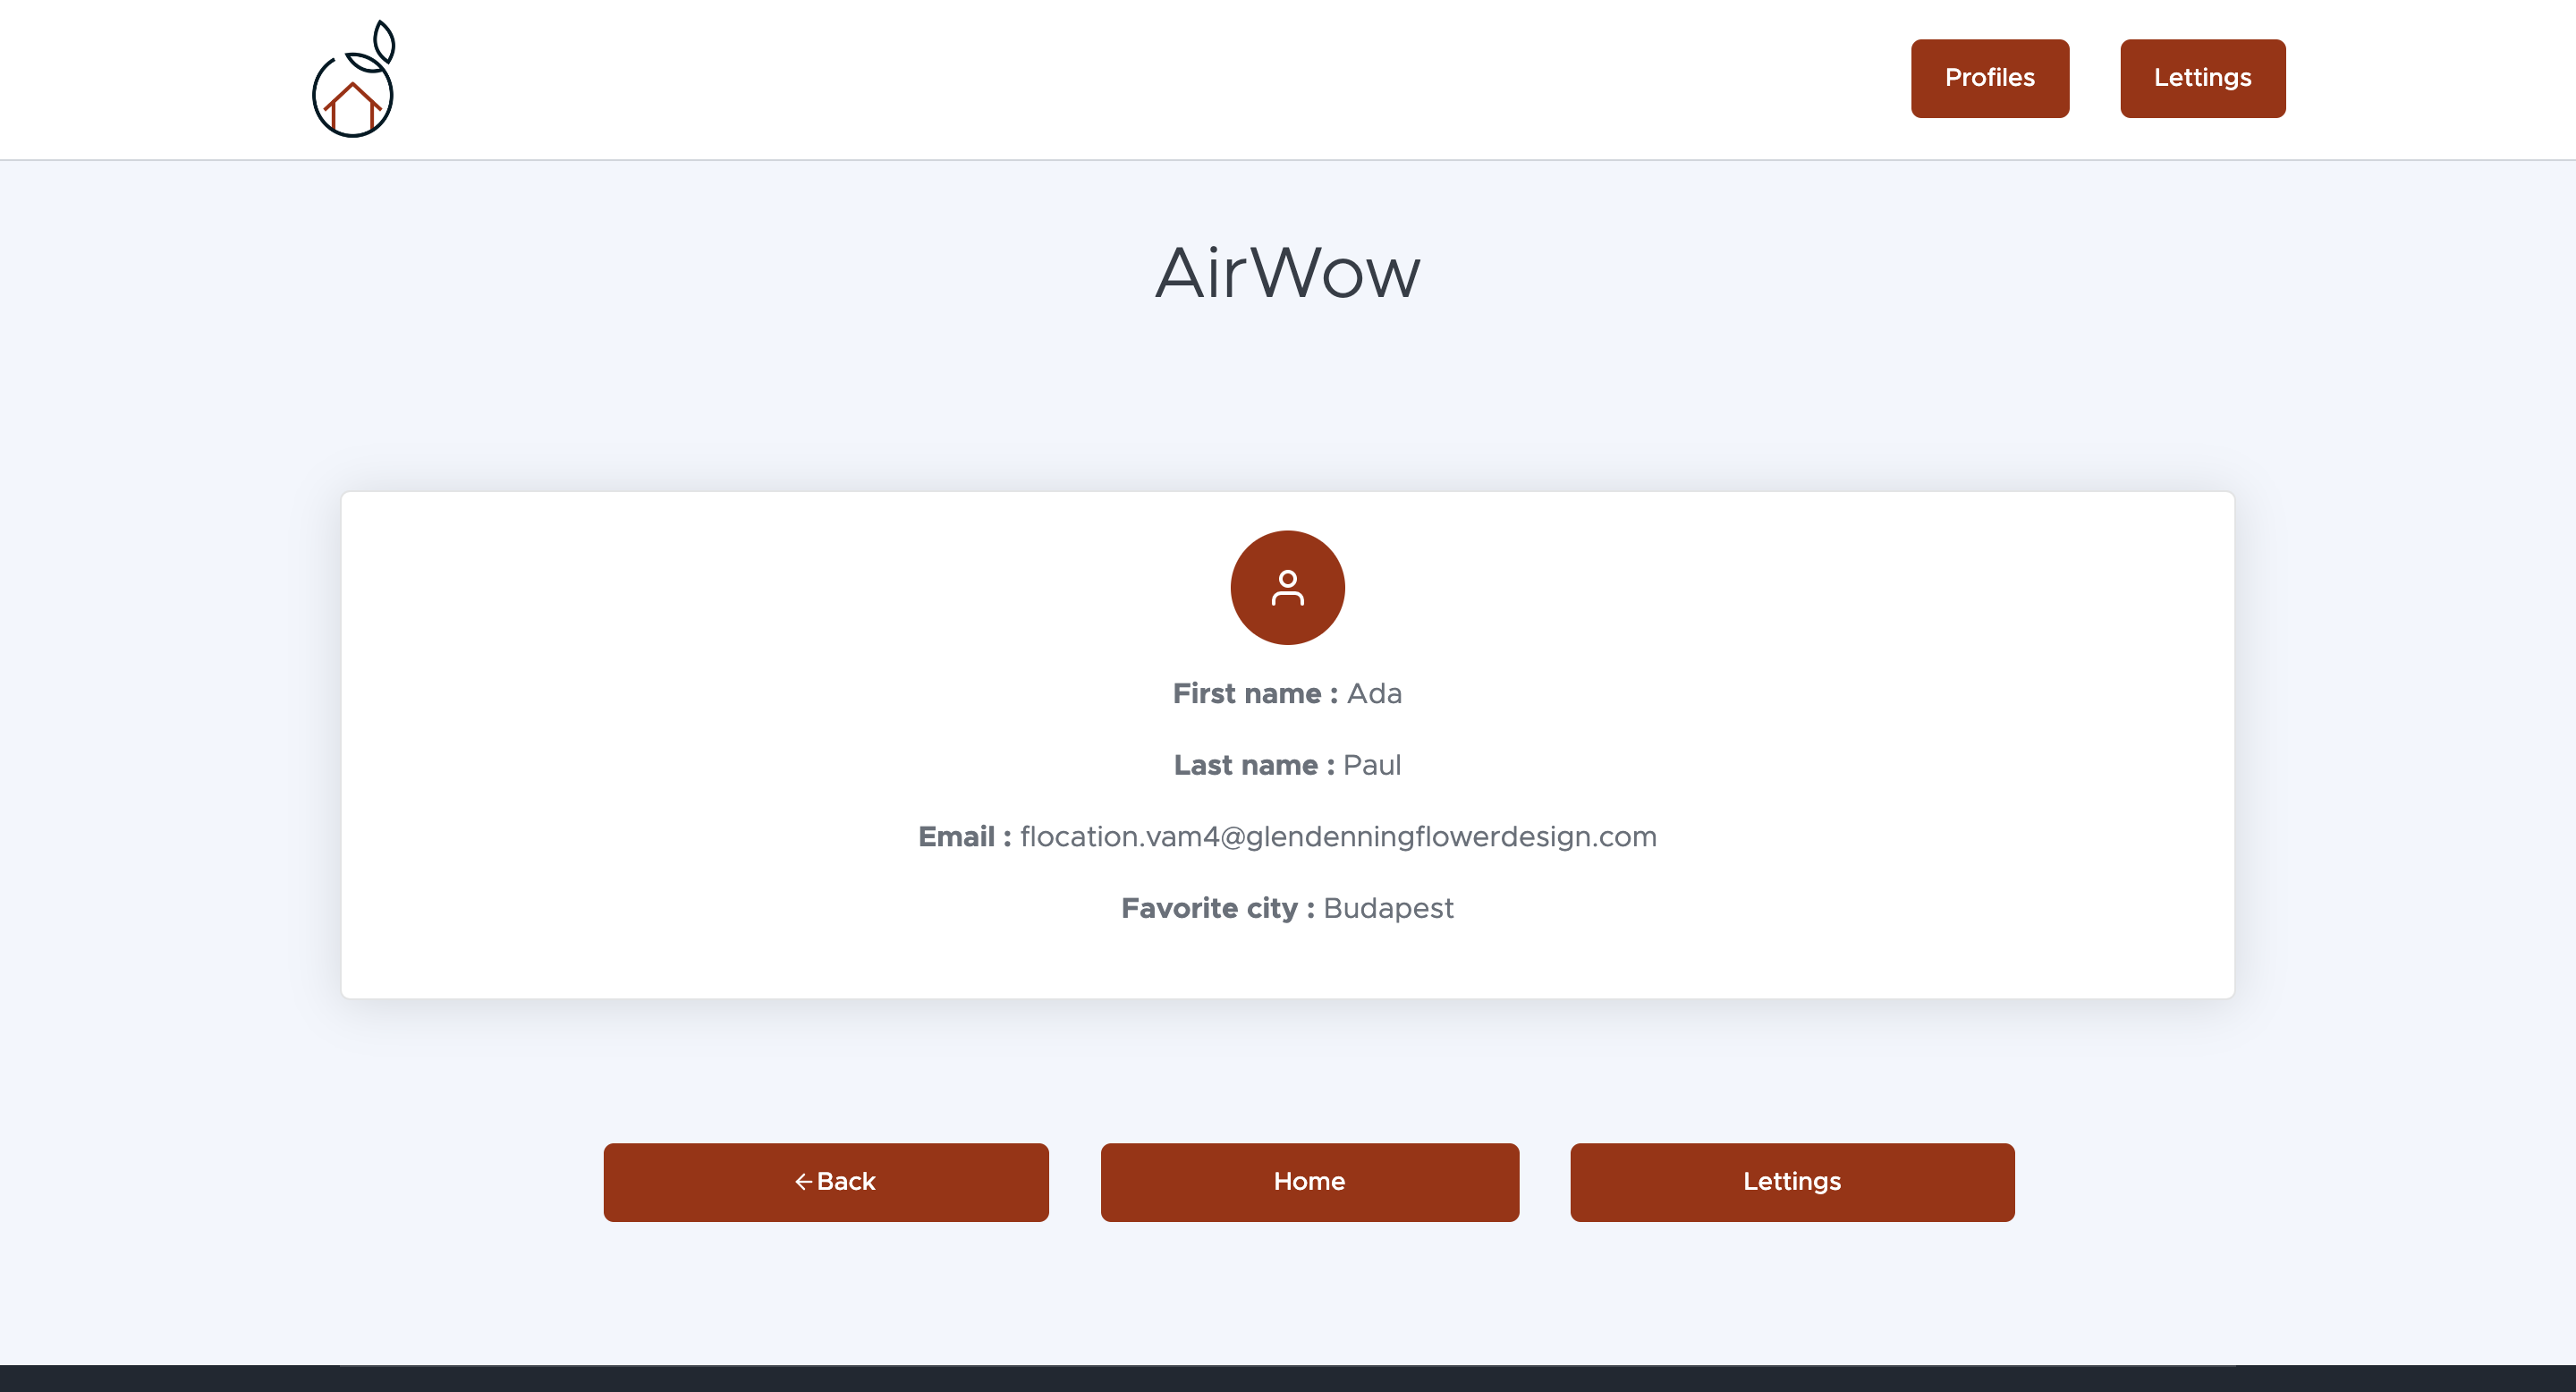 Profiles
Lettings
AirWow
First name : Ada
Last name : Paul
Email : flocation.vam4@glendenningflowerdesign.com
Favorite city : Budapest
←Back
Home
Lettings